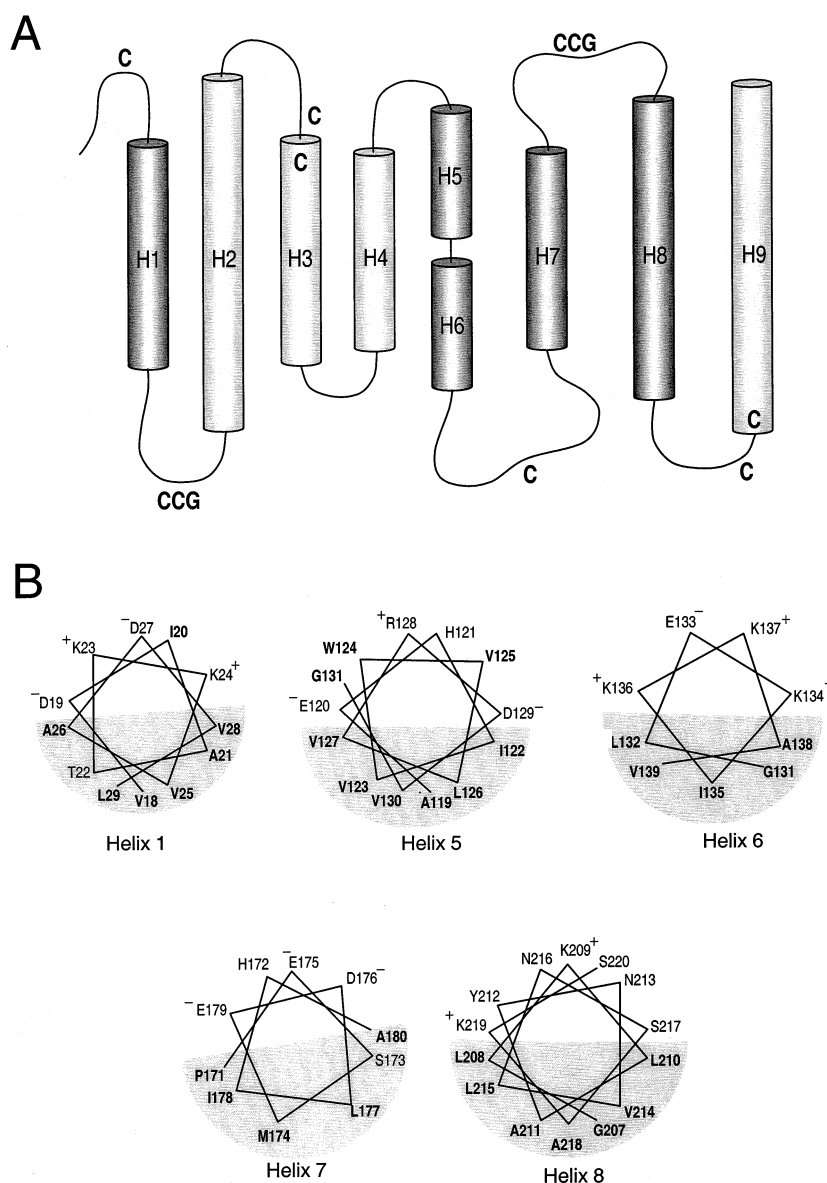 A
C
CCG
C
C
H1
H2
H3
H4
H5
H6
H7
H8
H9
CCG
C
C
C
B
−D27
I20
+K23
K24+
−D19
A26
V28
A21
T22
L29
V18
V25
Helix 1
+R128
H121
W124
V125
G131
−E120
D129−
V127
I122
V123
L126
V130
A119
Helix 5
E133−
K137+
+K136
K134−
L132
A138
V139
G131
I135
Helix 6
H172
−E175
D176−
−E179
A180
S173
P171
I178
L177
M174
Helix 7
N216
K209+
S220
N213
Y212
+K219
S217
L208
L210
L215
V214
A211
G207
A218
Helix 8